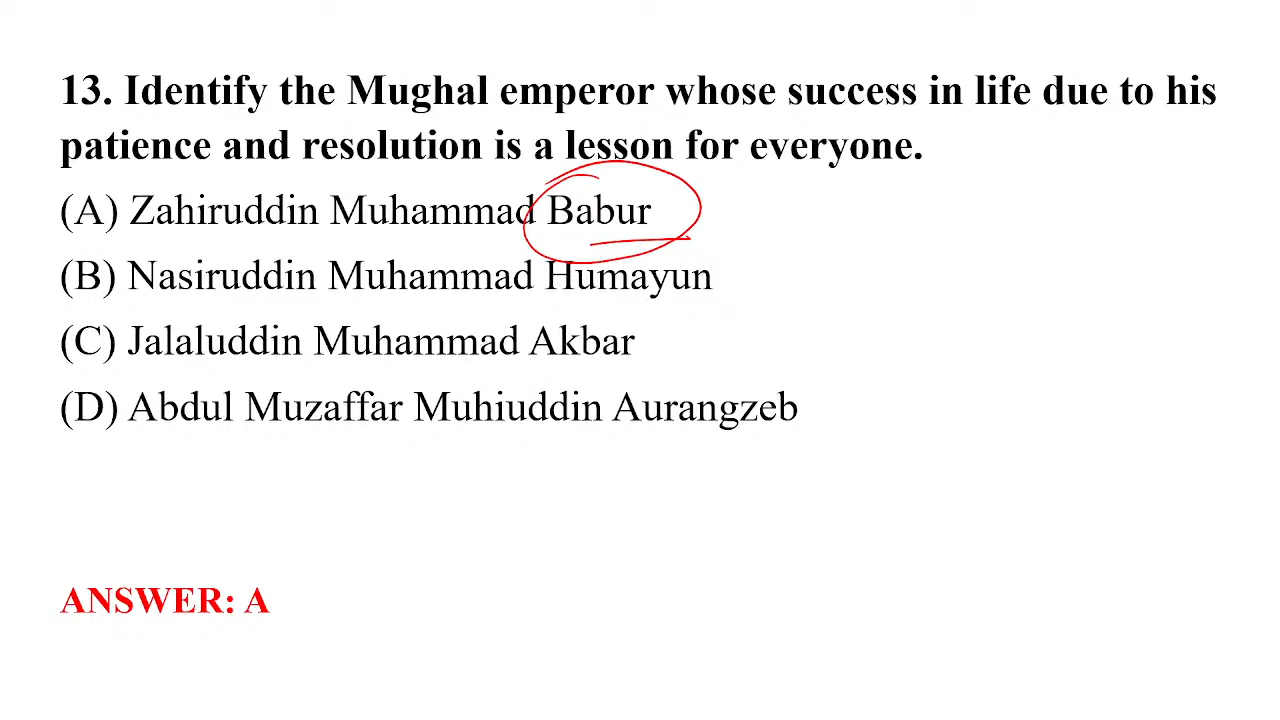 13. Identify the Mughal emperor whose success in life due to his
patience and resolution is a lesson for everyone.
(A) Zahiruddin Muhammad Babur
(B) Nasiruddin Muhammad Humayun
(C) Jalaluddin Muhammad Akbar
(D) Abdul Muzaffar Muhiuddin Aurangzeb
ANSWER: A